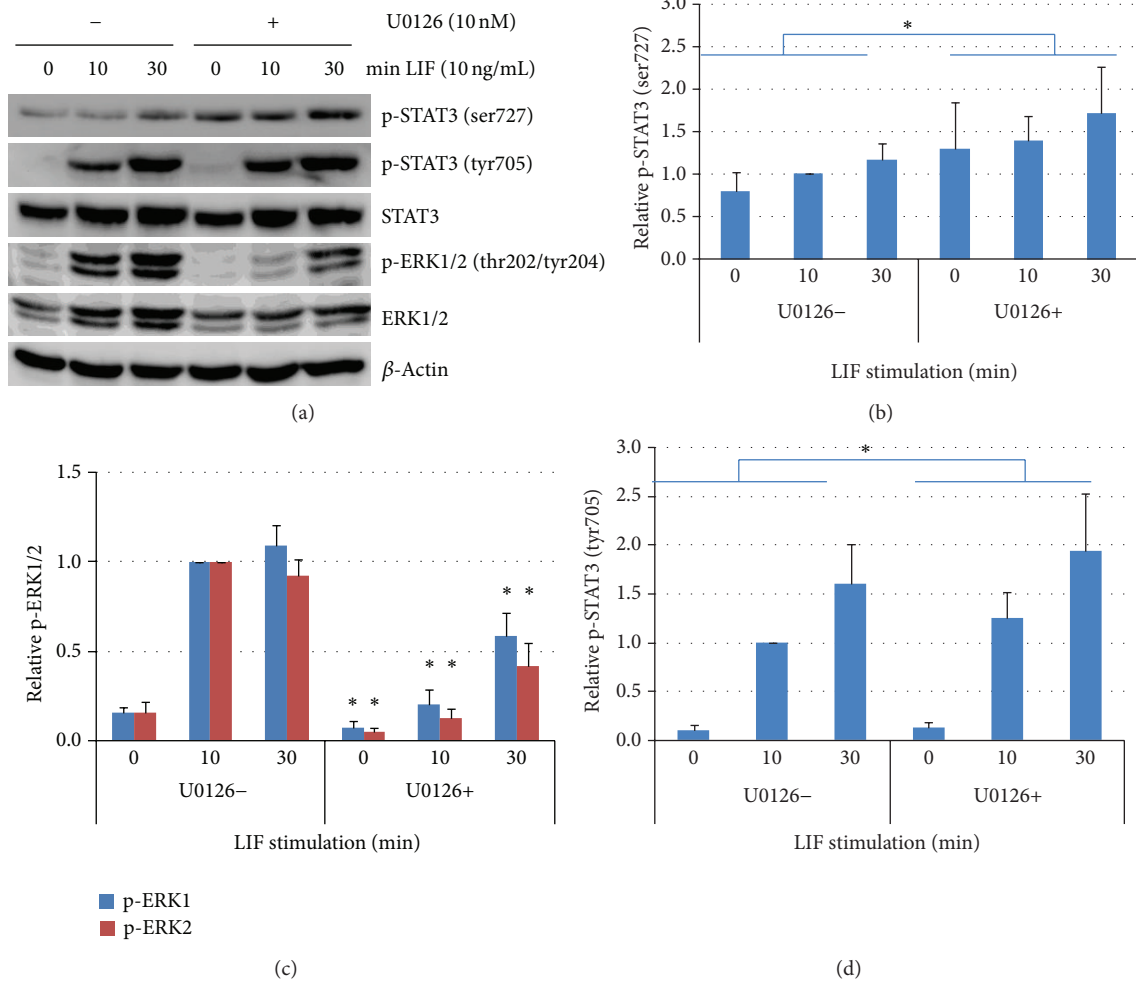 − + U0126 (10 nM)
0 10 30 0 10 30 min LIF (10 ng/mL)
p-STAT3 (ser727)
p-STAT3 (tyr705)
STAT3
p-ERK1/2 (thr202/tyr204)
ERK1/2
β-Actin
(a)
Relative p-STAT3 (ser727)
3.0
2.5
2.0
1.5
1.0
0.5
0.0
*
0 10 30 0 10 30
U0126− U0126+
LIF stimulation (min)
(b)
Relative p-ERK1/2
1.5
1.0
0.5
0.0
* * * * * *
0 10 30 0 10 30
U0126− U0126+
LIF stimulation (min)
p-ERK1
p-ERK2
(c)
Relative p-STAT3 (tyr705)
3.0
2.5
2.0
1.5
1.0
0.5
0.0
*
0 10 30 0 10 30
U0126− U0126+
LIF stimulation (min)
(d)